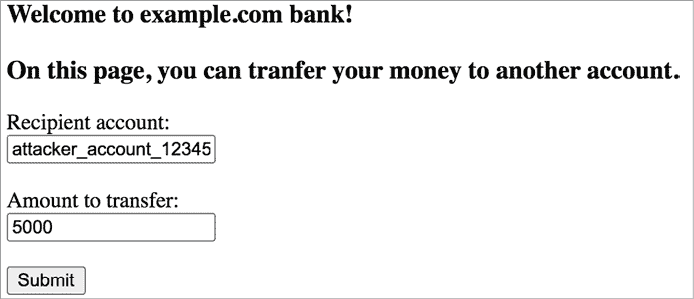 Welcome to example.com bank!
On this page, you can tranfer your money to another account.
Recipient account:
attacker_account_12345
Amount to transfer:
5000
Submit